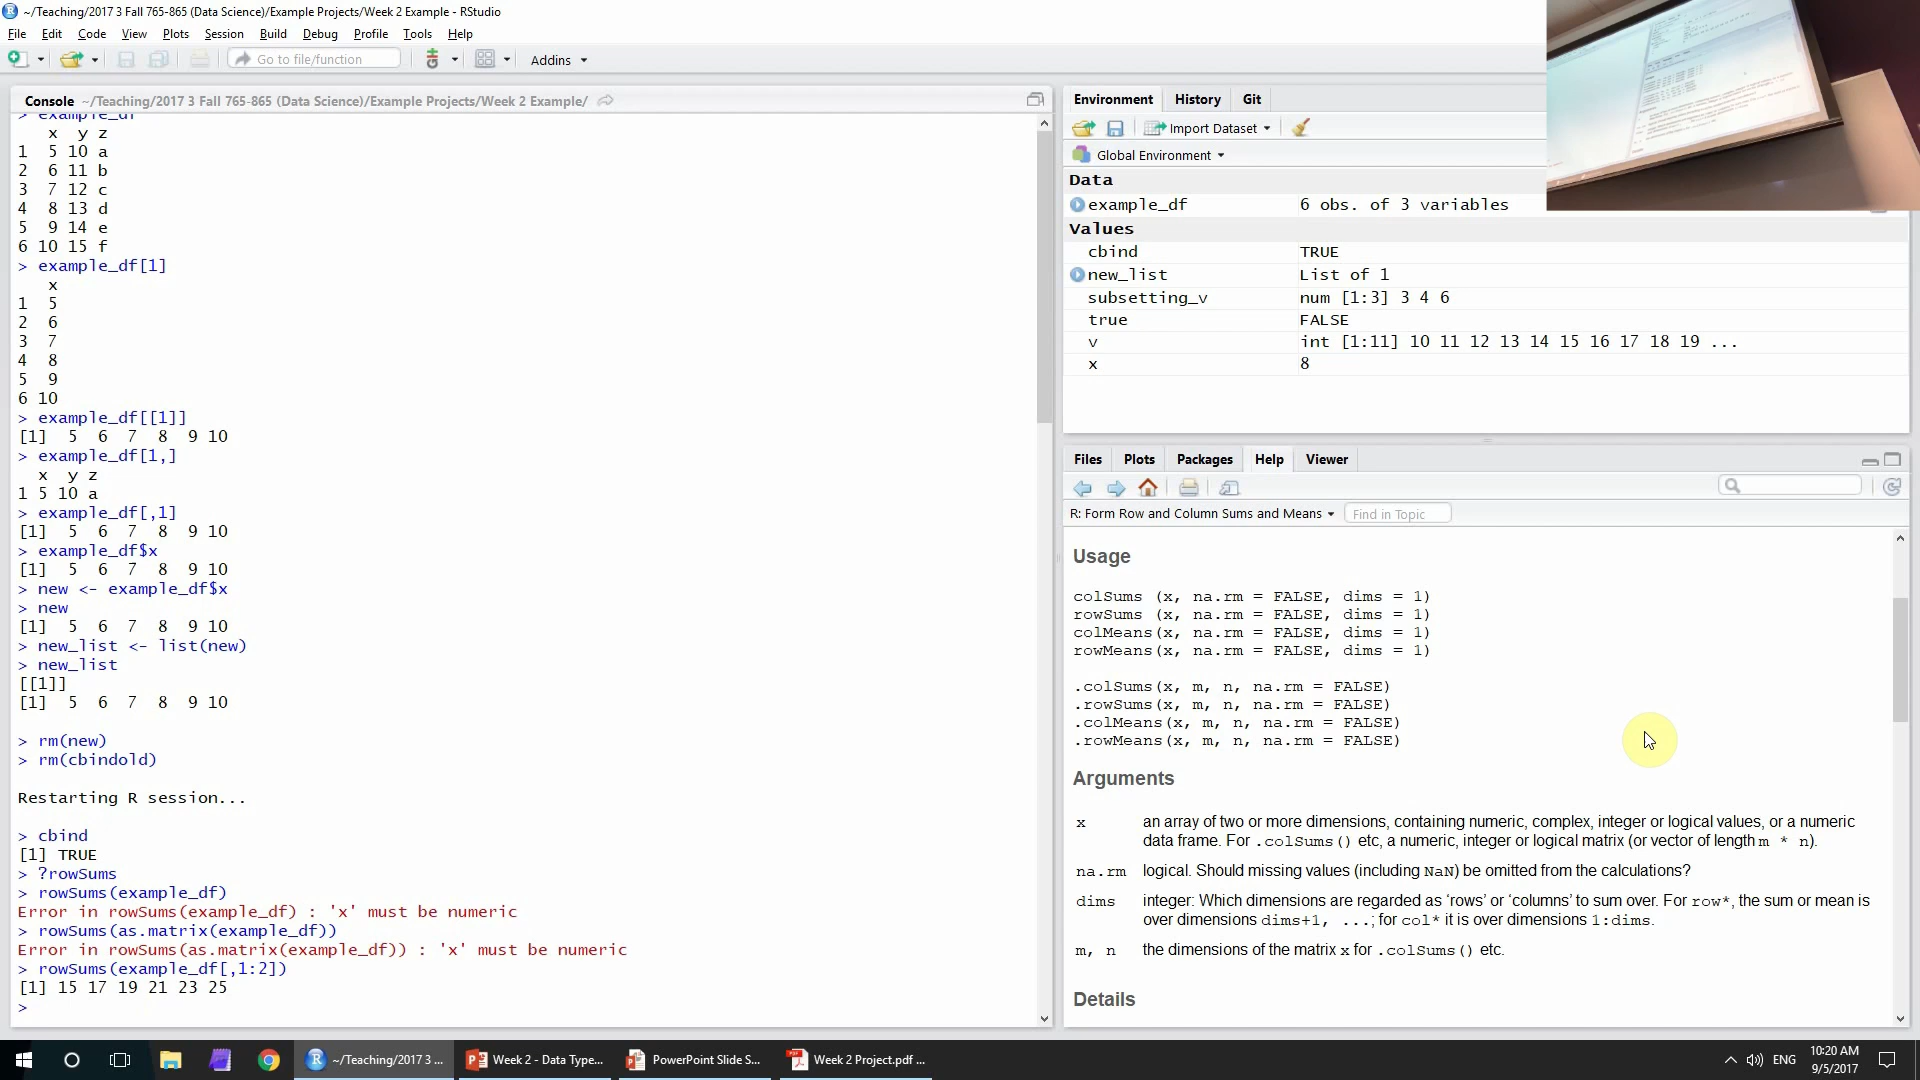 ~/Teaching/2017 3 Fall 765-865 (Data Science)/Example Projects/Week 2 Example - RStudio
File Edit Code View Plots Session Build Debug Profile Tools Help
Go to file/function Addins
Console ~/Teaching/2017 3 Fall 765-865 (Data Science)/Example Projects/Week 2 Example/
> example_df
x y z
1 5 10 a
2 6 11 b
3 7 12 c
4 8 13 d
5 9 14 e
6 10 15 f
> example_df[1]
x
1 5
2 6
3 7
4 8
5 9
6 10
> example_df[[1]]
[1] 5 6 7 8 9 10
> example_df[1,]
x y z
1 5 10 a
> example_df[,1]
[1] 5 6 7 8 9 10
> example_df$x
[1] 5 6 7 8 9 10
> new <- example_df$x
> new
[1] 5 6 7 8 9 10
> new_list <- list(new)
> new_list
[[1]]
[1] 5 6 7 8 9 10
> rm(new)
> rm(cbindold)
Restarting R session...
> cbind
[1] TRUE
> ?rowSums
> rowSums(example_df)
Error in rowSums(example_df) : 'x' must be numeric
> rowSums(as.matrix(example_df))
Error in rowSums(as.matrix(example_df)) : 'x' must be numeric
> rowSums(example_df[,1:2])
[1] 15 17 19 21 23 25
>
Environment History Git
Import Dataset
Global Environment
Data
example_df 6 obs. of 3 variables
Values
cbind TRUE
new_list List of 1
subsetting_v num [1:3] 3 4 6
true FALSE
v int [1:11] 10 11 12 13 14 15 16 17 18 19 ...
x 8
Files Plots Packages Help Viewer
R: Form Row and Column Sums and Means Find in Topic
Usage
colSums (x, na.rm = FALSE, dims = 1)
rowSums (x, na.rm = FALSE, dims = 1)
colMeans(x, na.rm = FALSE, dims = 1)
rowMeans(x, na.rm = FALSE, dims = 1)
.colSums(x, m, n, na.rm = FALSE)
.rowSums(x, m, n, na.rm = FALSE)
.colMeans(x, m, n, na.rm = FALSE)
.rowMeans(x, m, n, na.rm = FALSE)
Arguments
x an array of two or more dimensions, containing numeric, complex, integer or logical values, or a numeric
data frame. For .colSums() etc, a numeric, integer or logical matrix (or vector of length m * n).
na.rm logical. Should missing values (including NaN) be omitted from the calculations?
dims integer: Which dimensions are regarded as ‘rows’ or ‘columns’ to sum over. For row*, the sum or mean is
over dimensions dims+1, ...; for col* it is over dimensions 1:dims.
m, n the dimensions of the matrix x for .colSums() etc.
Details
~/Teaching/2017 3 ... Week 2 - Data Type... PowerPoint Slide S... Week 2 Project.pdf ... ENG 10:20 AM
9/5/2017